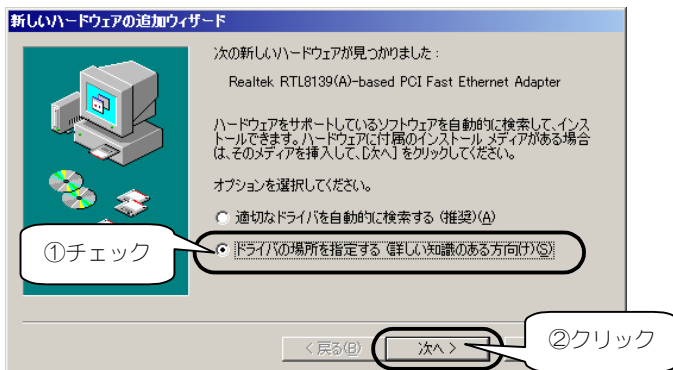 新しいハードウェアの追加ウィザード
次の新しいハードウェアが見つかりました:
Realtek RTL8139(A)-based PCI Fast Ethernet Adapter
ハードウェアをサポートしているソフトウェアを自動的に検索して、インス
トールできます。ハードウェアに付属のインストール メディアがある場合
は、そのメディアを挿入して、[次へ] をクリックしてください。
オプションを選択してください。
適切なドライバを自動的に検索する (推奨)(A)
①チェック
ドライバの場所を指定する (詳しい知識のある方向け)(S)
< 戻る(B)
次へ >
②クリック